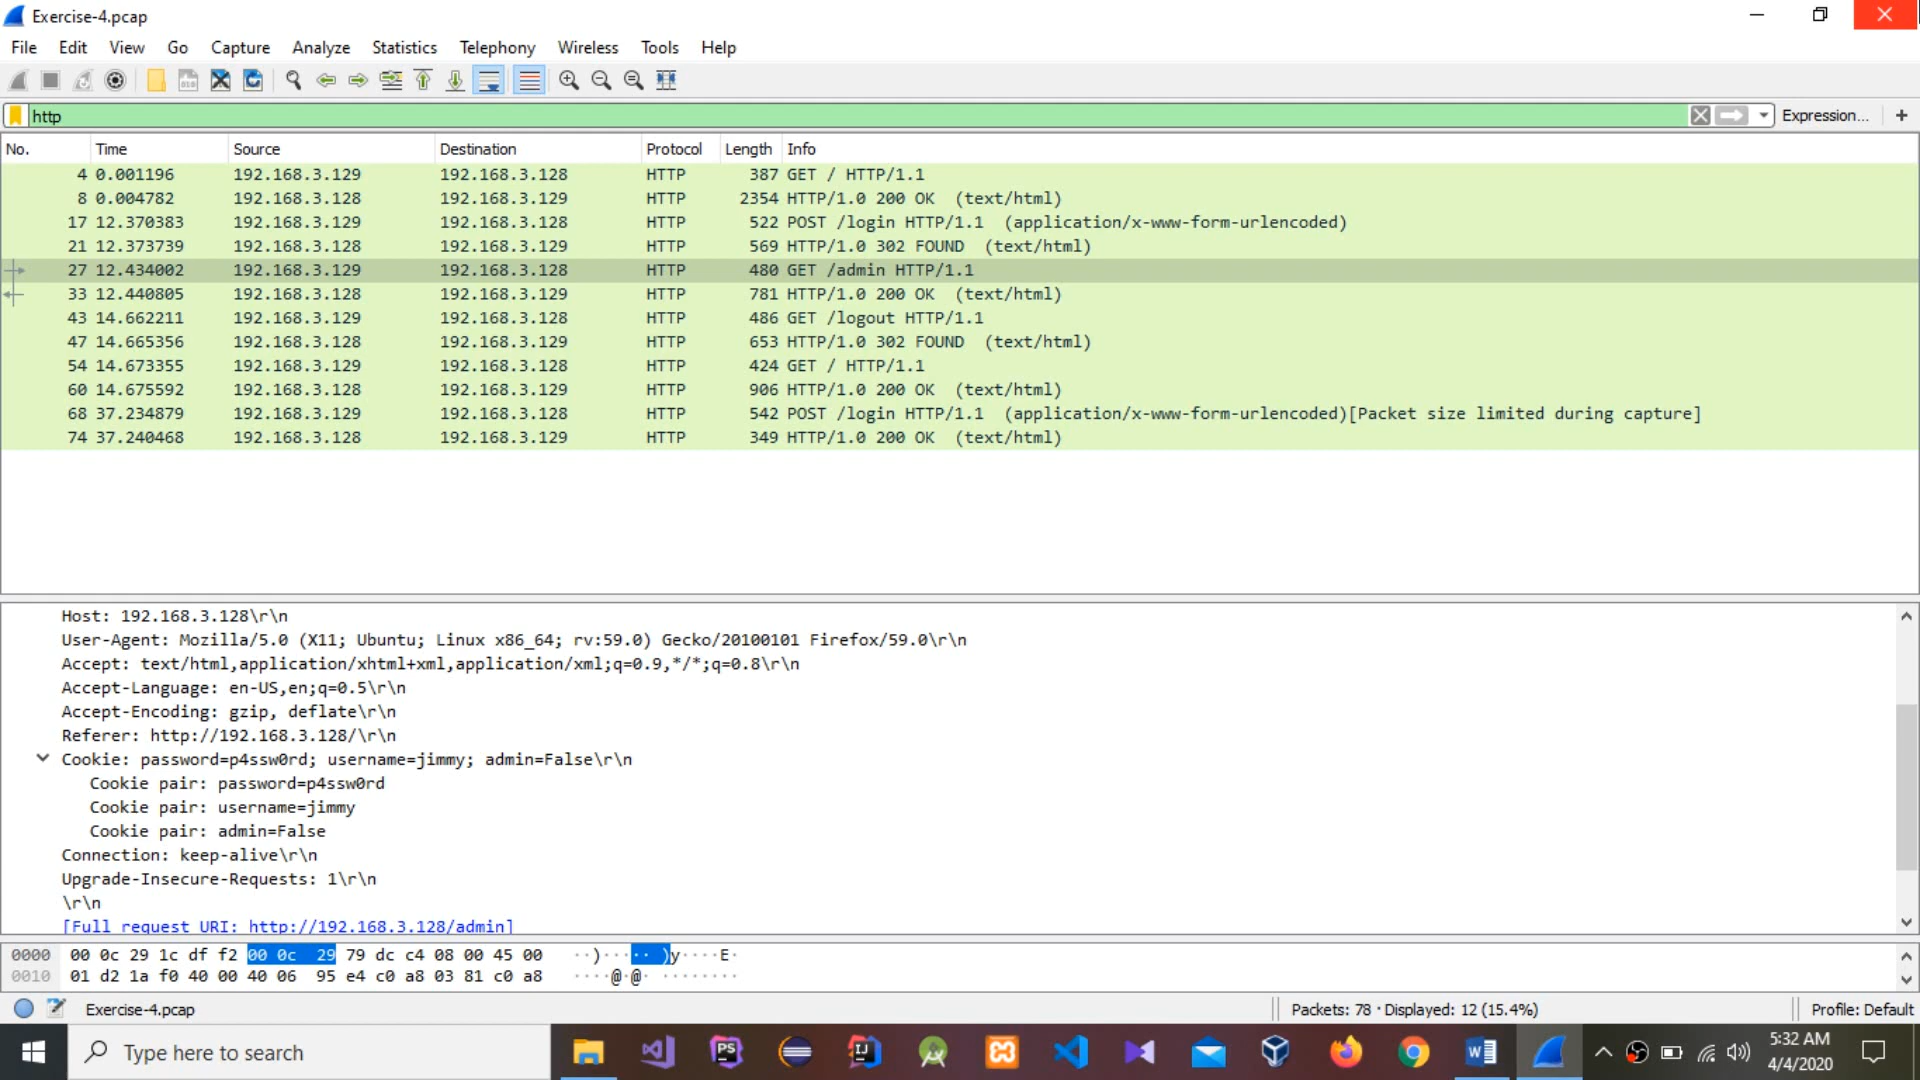 Exercise-4.pcap
File Edit View Go Capture Analyze Statistics Telephony Wireless Tools Help
http Expression... +
No. Time Source Destination Protocol Length Info
4 0.001196 192.168.3.129 192.168.3.128 HTTP 387 GET / HTTP/1.1
8 0.004782 192.168.3.128 192.168.3.129 HTTP 2354 HTTP/1.0 200 OK (text/html)
17 12.370383 192.168.3.129 192.168.3.128 HTTP 522 POST /login HTTP/1.1 (application/x-www-form-urlencoded)
21 12.373739 192.168.3.128 192.168.3.129 HTTP 569 HTTP/1.0 302 FOUND (text/html)
27 12.434002 192.168.3.129 192.168.3.128 HTTP 480 GET /admin HTTP/1.1
33 12.440805 192.168.3.128 192.168.3.129 HTTP 781 HTTP/1.0 200 OK (text/html)
43 14.662211 192.168.3.129 192.168.3.128 HTTP 486 GET /logout HTTP/1.1
47 14.665356 192.168.3.128 192.168.3.129 HTTP 653 HTTP/1.0 302 FOUND (text/html)
54 14.673355 192.168.3.129 192.168.3.128 HTTP 424 GET / HTTP/1.1
60 14.675592 192.168.3.128 192.168.3.129 HTTP 906 HTTP/1.0 200 OK (text/html)
68 37.234879 192.168.3.129 192.168.3.128 HTTP 542 POST /login HTTP/1.1 (application/x-www-form-urlencoded)[Packet size limited during capture]
74 37.240468 192.168.3.128 192.168.3.129 HTTP 349 HTTP/1.0 200 OK (text/html)
Host: 192.168.3.128\r\n
User-Agent: Mozilla/5.0 (X11; Ubuntu; Linux x86_64; rv:59.0) Gecko/20100101 Firefox/59.0\r\n
Accept: text/html,application/xhtml+xml,application/xml;q=0.9,*/*;q=0.8\r\n
Accept-Language: en-US,en;q=0.5\r\n
Accept-Encoding: gzip, deflate\r\n
Referer: http://192.168.3.128/\r\n
Cookie: password=p4ssw0rd; username=jimmy; admin=False\r\n
Cookie pair: password=p4ssw0rd
Cookie pair: username=jimmy
Cookie pair: admin=False
Connection: keep-alive\r\n
Upgrade-Insecure-Requests: 1\r\n
\r\n
[Full request URI: http://192.168.3.128/admin]
0000 00 0c 29 1c df f2 00 0c 29 79 dc c4 08 00 45 00 ··)····· )y····E·
0010 01 d2 1a f0 40 00 40 06 95 e4 c0 a8 03 81 c0 a8 ····@·@· ········
Exercise-4.pcap Packets: 78 · Displayed: 12 (15.4%) Profile: Default
Type here to search
PS
IJ
W
5:32 AM
4/4/2020